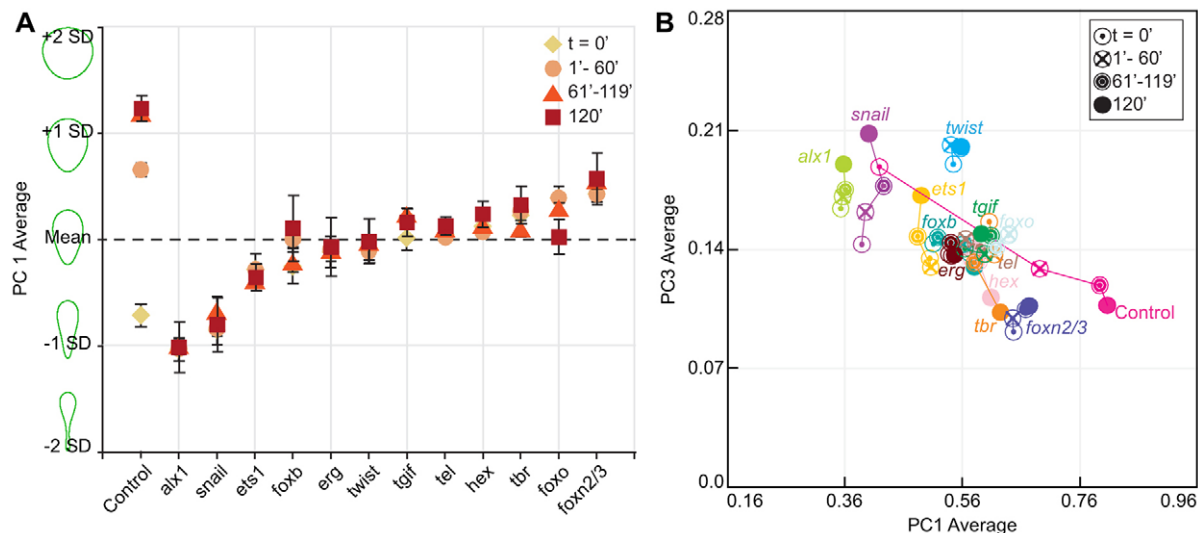 A
+2 SD
+1 SD
Mean
-1 SD
-2 SD
PC 1 Average
t = 0’
1’- 60’
61’-119’
120’
Control
alx1
snail
ets1
foxb
erg
twist
tgif
tel
hex
tbr
foxo
foxn2/3
B
0.28
0.21
0.14
0.07
0.0
PC3 Average
t = 0’
1’- 60’
61’-119’
120’
snail
twist
alx1
ets1
tgif
foxb
foxo
erg
tel
hex
tbr
foxn2/3
Control
0.16
0.36
0.56
0.76
0.96
PC1 Average